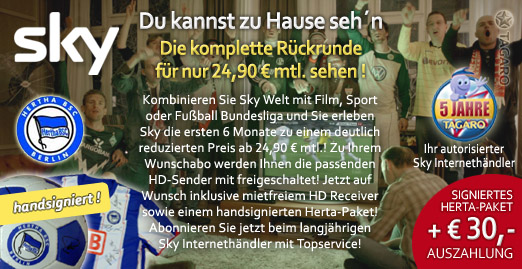 sky
Du kannst zu Hause seh´n
Die komplette Rückrunde
für nur 24,90 € mtl. sehen !
TAGARO
HERTHA BSC
Hertha BSC
BERLIN
Kombinieren Sie Sky Welt mit Film, Sport
oder Fußball Bundesliga und Sie erleben
Sky die ersten 6 Monate zu einem deutlich
reduzierten Preis ab 24,90 € mtl.! Zu Ihrem
Wunschabo werden Ihnen die passenden
HD-Sender mit freigeschaltet! Jetzt auf
Wunsch inklusive mietfreiem HD Receiver
sowie einem handsignierten Herta-Paket!
Abonnieren Sie jetzt beim langjährigen
Sky Internethändler mit Topservice!
5 JAHRE
TAGARO
Ihr autorisierter
Sky Internethändler
handsigniert !
SIGNIERTES
HERTA-PAKET
+ € 30,-
AUSZAHLUNG